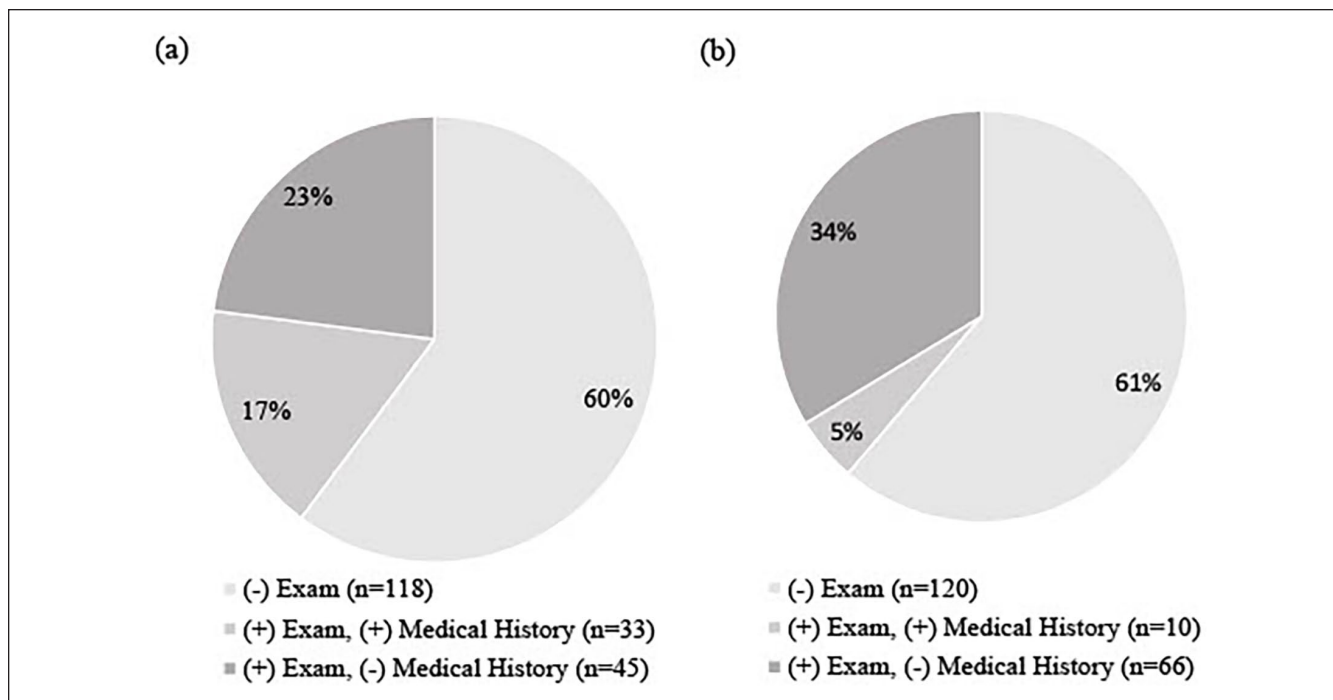 (a)
23%
17%
60%
(-) Exam (n=118)
(+) Exam, (+) Medical History (n=33)
(+) Exam, (-) Medical History (n=45)
(b)
34%
5%
61%
(-) Exam (n=120)
(+) Exam, (+) Medical History (n=10)
(+) Exam, (-) Medical History (n=66)